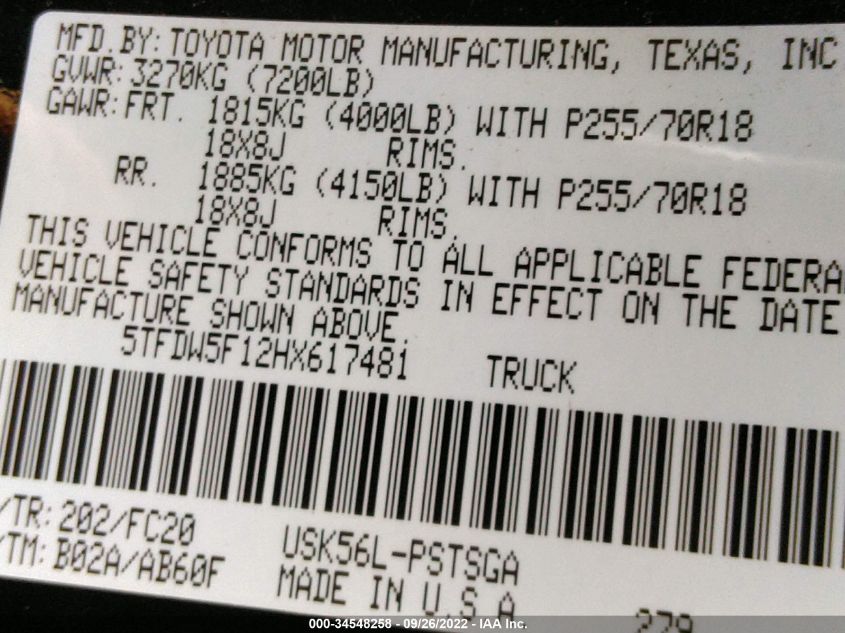 MFD.BY: TOYOTA MOTOR MANUFACTURING, TEXAS, INC
GVWR: 3270KG (7200LB)
GAWR: FRT. 1815KG (4000LB) WITH P255/70R18
18X8J RIMS.
RR. 1885KG (4150LB) WITH P255/70R18
18X8J RIMS.
THIS VEHICLE CONFORMS TO ALL APPLICABLE FEDERA
VEHICLE SAFETY STANDARDS IN EFFECT ON THE DATE
MANUFACTURE SHOWN ABOVE.
5TFDW5F12HX617481 TRUCK
/TR: 202/FC20
/TM: B02A/AB60F
USK56L-PSTSGA
MADE IN U.S.A
279
000-34548258 - 09/26/2022 - IAA Inc.